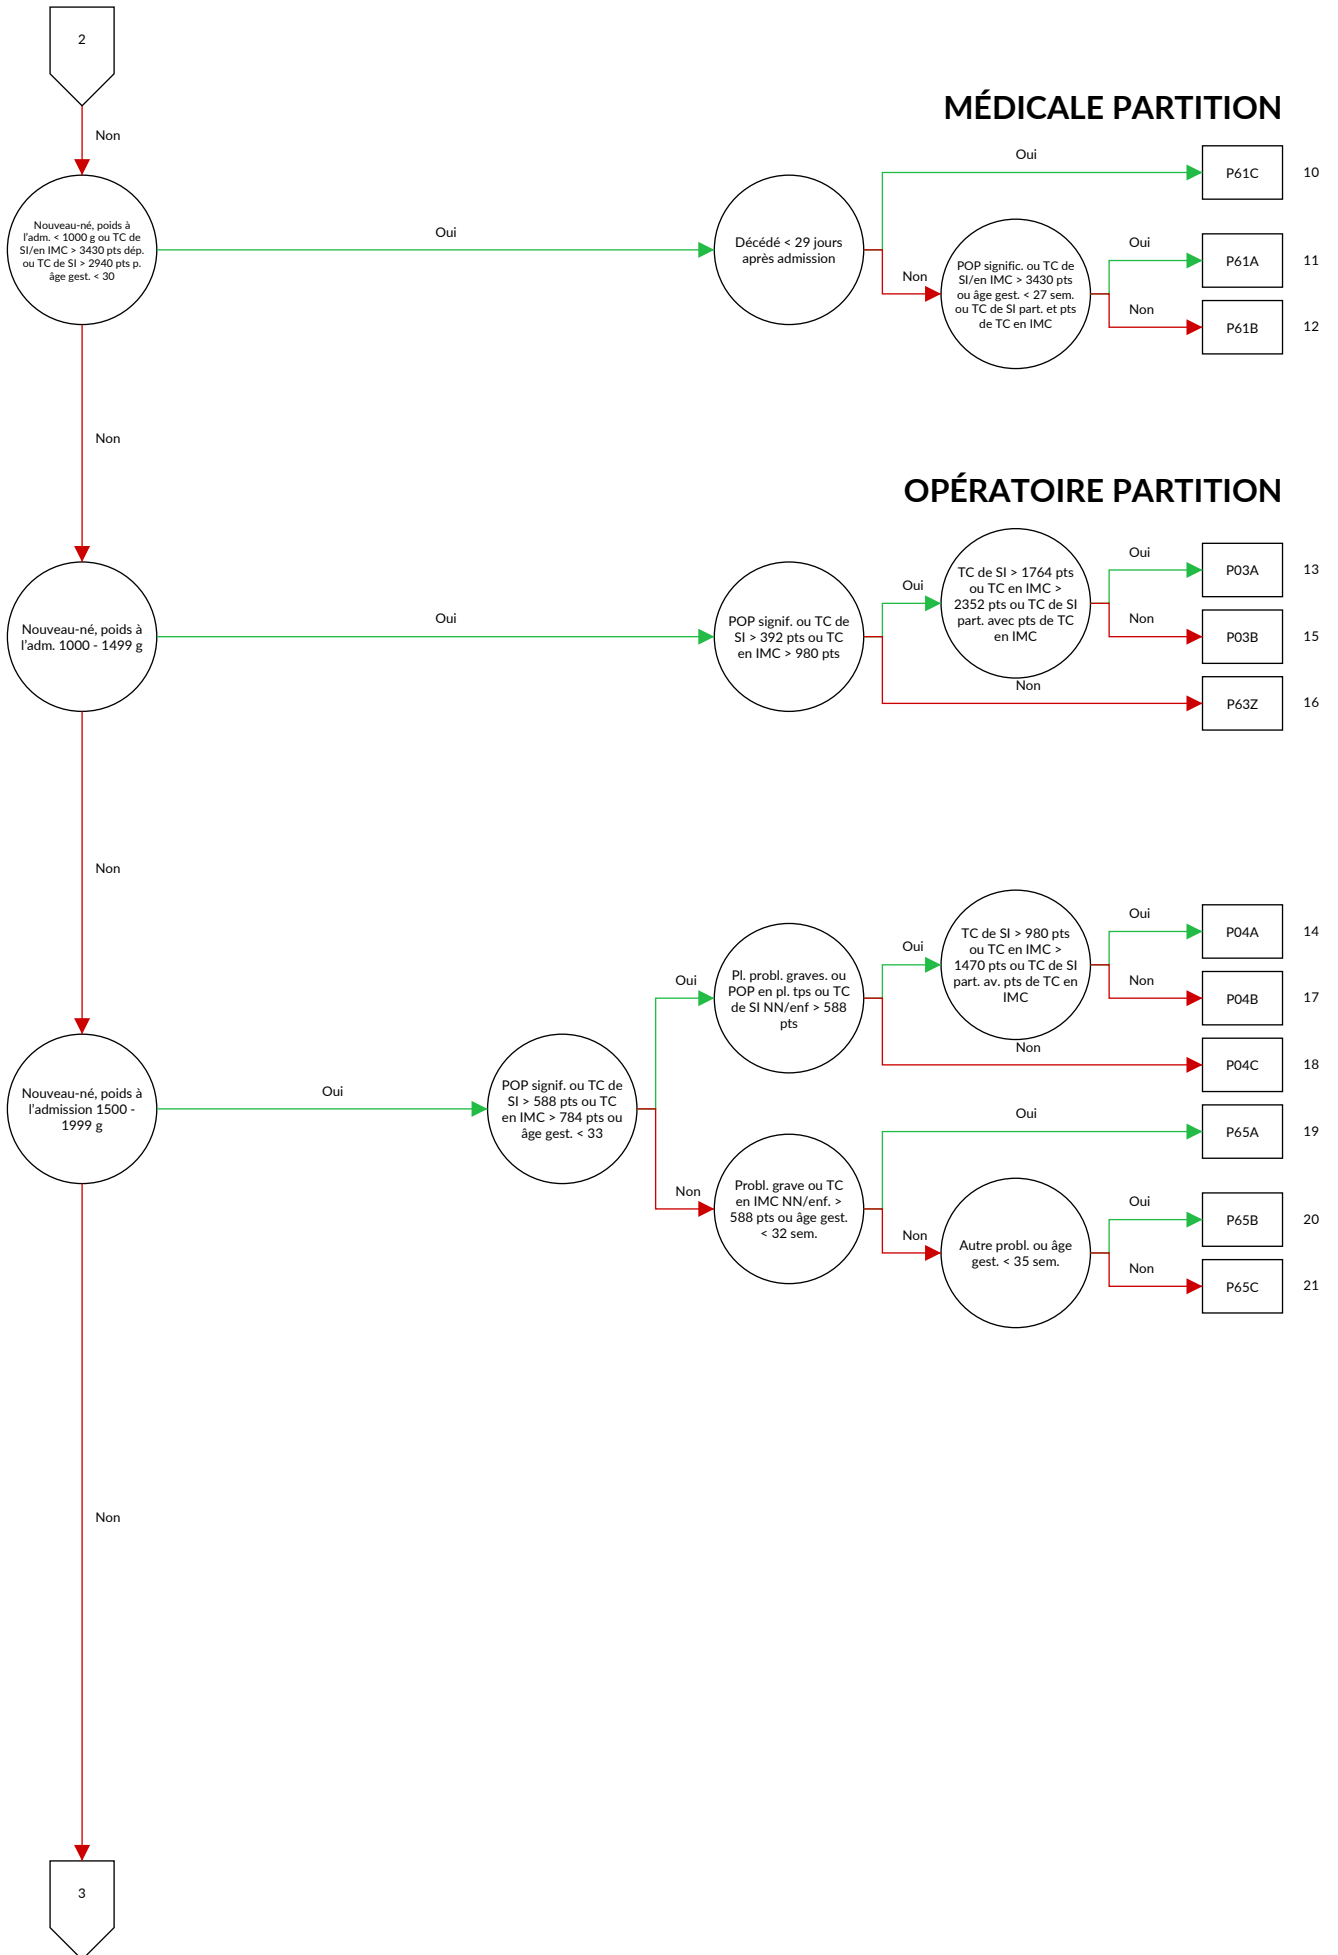 2
Non
MÉDICALE PARTITION
Nouveau-né, poids à
l'adm. < 1000 g ou TC de
SI/en IMC > 3430 pts dép.
ou TC de SI > 2940 pts p.
âge gest. < 30
Oui
Décédé < 29 jours
après admission
Oui
P61C
10
Non
POP signific. ou TC de
SI/en IMC > 3430 pts
ou âge gest. < 27 sem.
ou TC de SI part. et pts
de TC en IMC
Oui
P61A
11
Non
P61B
12
Non
OPÉRATOIRE PARTITION
Nouveau-né, poids à
l'adm. 1000 - 1499 g
Oui
POP signif. ou TC de
SI > 392 pts ou TC
en IMC > 980 pts
Oui
TC de SI > 1764 pts
ou TC en IMC >
2352 pts ou TC de SI
part. avec pts de TC
en IMC
Oui
P03A
13
Non
P03B
15
Non
P63Z
16
Non
Nouveau-né, poids à
l'admission 1500 -
1999 g
Oui
POP signif. ou TC de
SI > 588 pts ou TC
en IMC > 784 pts ou
âge gest. < 33
Oui
Pl. probl. graves. ou
POP en pl. tps ou TC
de SI NN/enf > 588
pts
Oui
TC de SI > 980 pts
ou TC en IMC >
1470 pts ou TC de SI
part. av. pts de TC en
IMC
Oui
P04A
14
Non
P04B
17
Non
P04C
18
Non
Probl. grave ou TC
en IMC NN/enf. >
588 pts ou âge gest.
< 32 sem.
Oui
P65A
19
Non
Autre probl. ou âge
gest. < 35 sem.
Oui
P65B
20
Non
P65C
21
Non
3